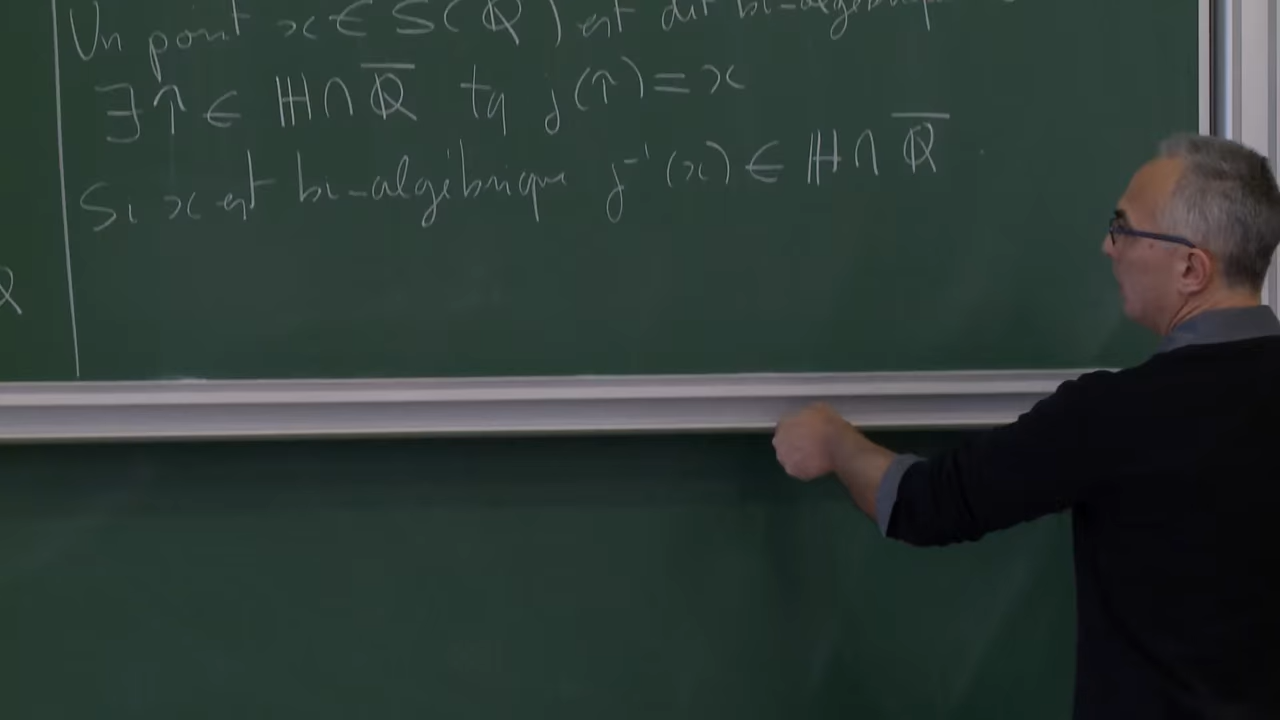 Un point x ∈ S(ℚ̅) est dit bi-algébrique
∃ τ ∈ ℍ ∩ ℚ̅ tq j(τ) = x
Si x est bi-algébrique j⁻¹(x) ∈ ℍ ∩ ℚ̅